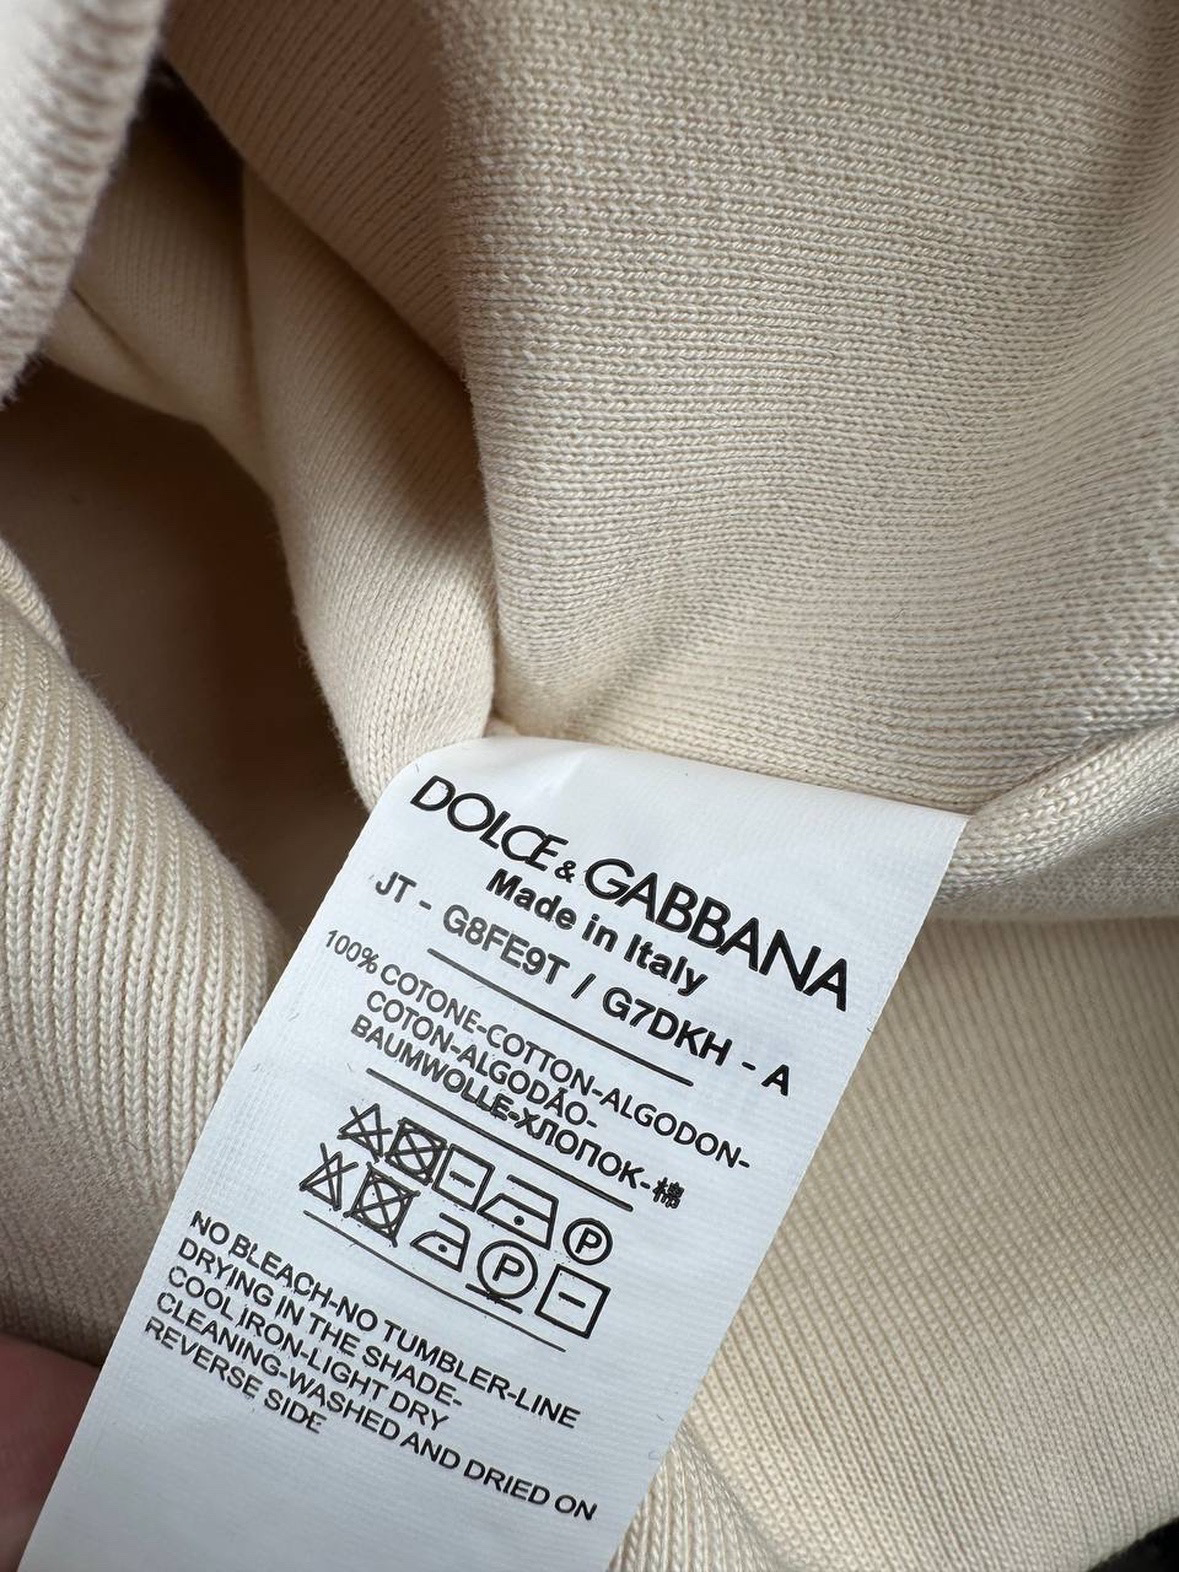 DOLCE & GABBANA
Made in Italy
JT - G8FE9T / G7DKH - A
100% COTONE-COTTON-ALGODON-
COTON-ALGODÃO-
BAUMWOLLE-ХЛОПОК-棉
P
P
NO BLEACH-NO TUMBLER-LINE
DRYING IN THE SHADE-
COOL IRON-LIGHT DRY
CLEANING-WASHED AND DRIED ON
REVERSE SIDE